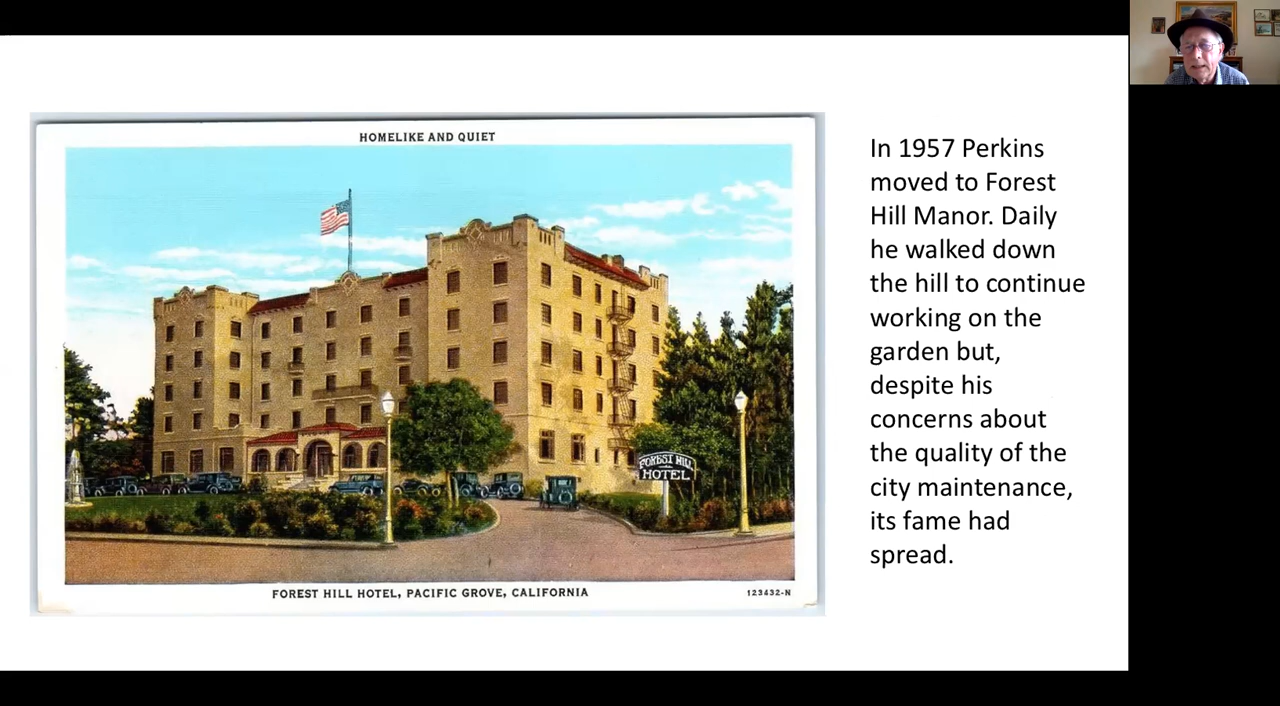 HOMELIKE AND QUIET
FOREST HILL
HOTEL
FOREST HILL HOTEL, PACIFIC GROVE, CALIFORNIA
123432-N
In 1957 Perkins
moved to Forest
Hill Manor. Daily
he walked down
the hill to continue
working on the
garden but,
despite his
concerns about
the quality of the
city maintenance,
its fame had
spread.